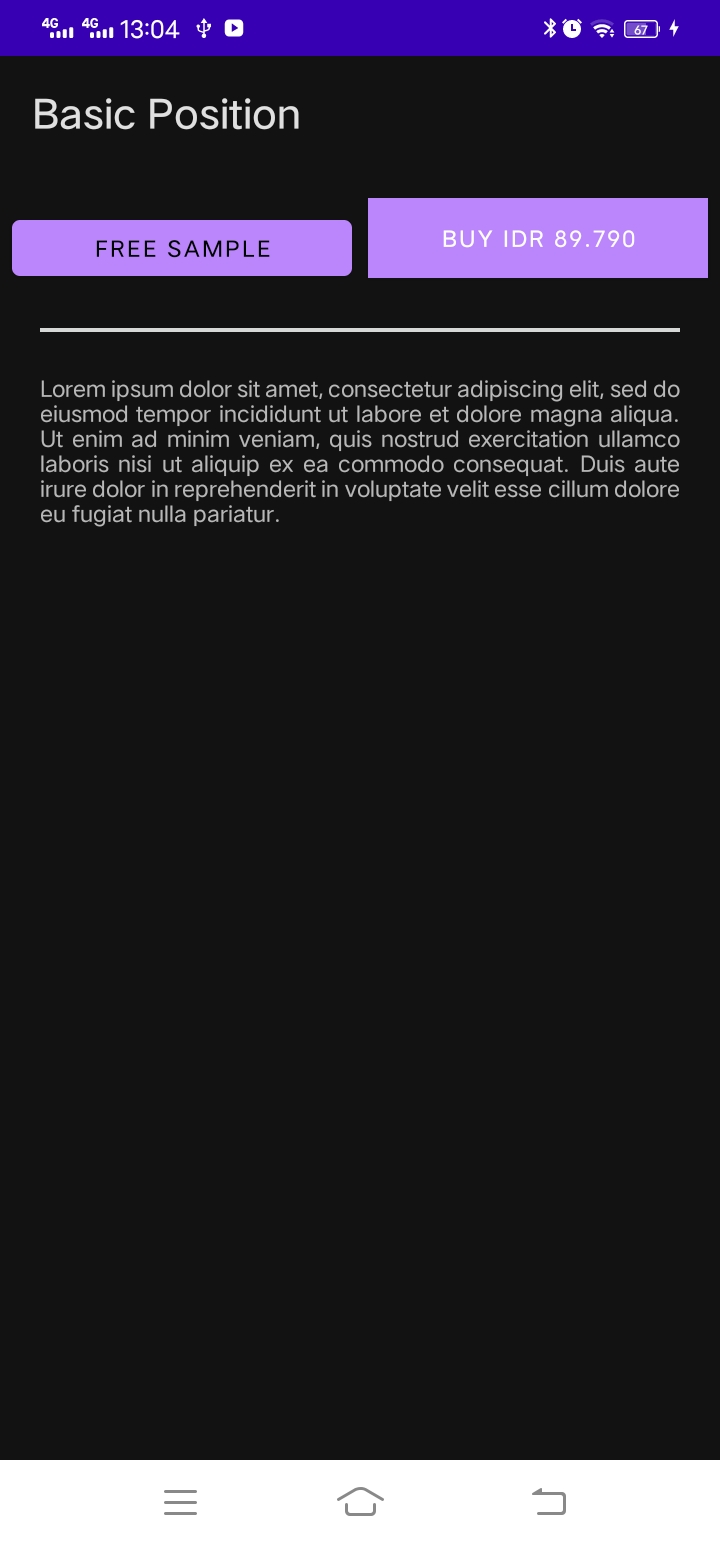 4G 4G 13:04 67
Basic Position
FREE SAMPLE
BUY IDR 89.790
Lorem ipsum dolor sit amet, consectetur adipiscing elit, sed do
eiusmod tempor incididunt ut labore et dolore magna aliqua.
Ut enim ad minim veniam, quis nostrud exercitation ullamco
laboris nisi ut aliquip ex ea commodo consequat. Duis aute
irure dolor in reprehenderit in voluptate velit esse cillum dolore
eu fugiat nulla pariatur.